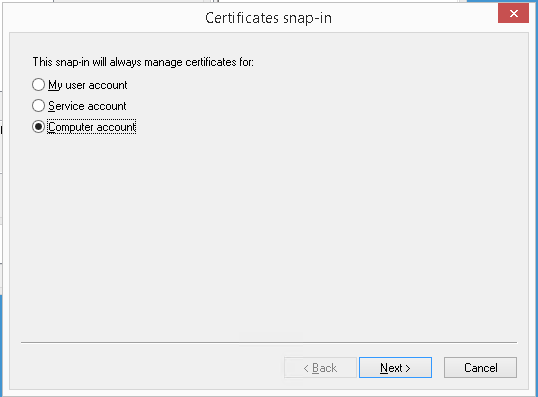 Certificates snap-in
This snap-in will always manage certificates for:
My user account
Service account
Computer account
< Back Next > Cancel